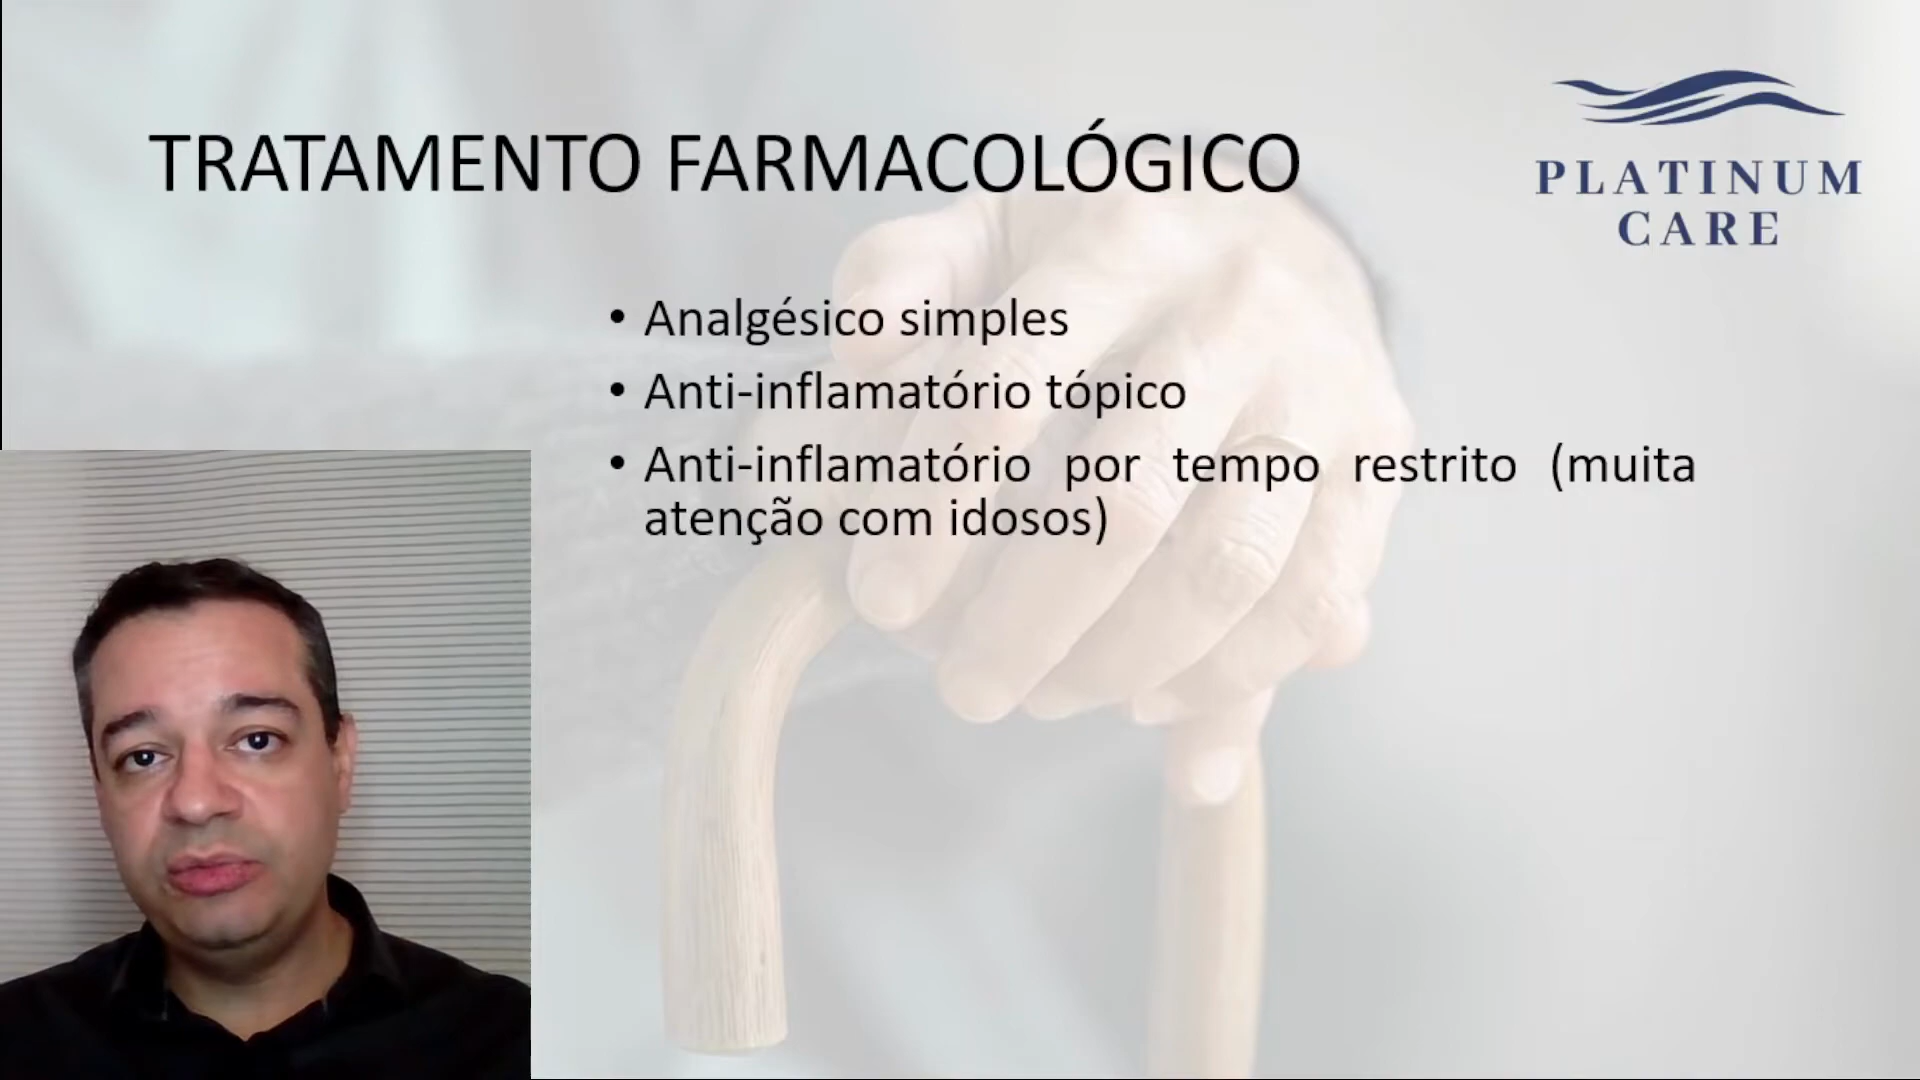 TRATAMENTO FARMACOLÓGICO
PLATINUM
CARE
• Analgésico simples
• Anti-inflamatório tópico
• Anti-inflamatório por tempo restrito (muita
atenção com idosos)